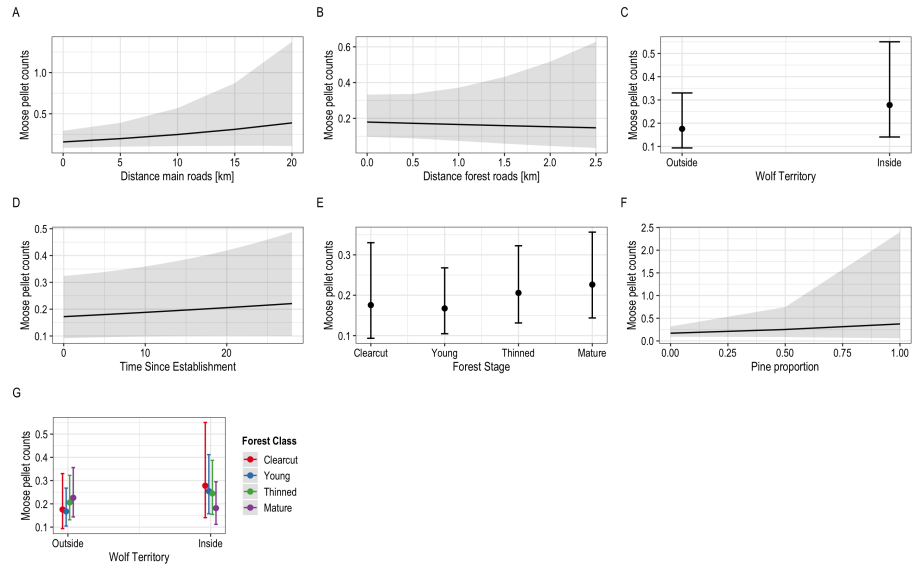 A
B
C
Moose pellet counts
1.0
0.5
0
5
10
15
20
Distance main roads [km]
Moose pellet counts
0.6
0.4
0.2
0.0
0.5
1.0
1.5
2.0
2.5
Distance forest roads [km]
Moose pellet counts
0.5
0.4
0.3
0.2
0.1
Outside
Inside
Wolf Territory
D
E
F
Moose pellet counts
0.5
0.4
0.3
0.2
0.1
0
10
20
Time Since Establishment
Moose pellet counts
0.3
0.2
0.1
Clearcut
Young
Thinned
Mature
Forest Stage
Moose pellet counts
2.5
2.0
1.5
1.0
0.5
0.0
0.00
0.25
0.50
0.75
1.00
Pine proportion
G
Moose pellet counts
0.5
0.4
0.3
0.2
0.1
Outside
Inside
Wolf Territory
Forest Class
Clearcut
Young
Thinned
Mature